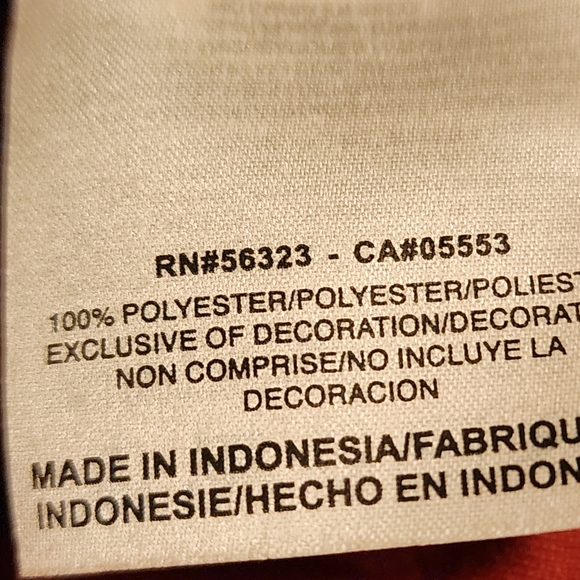 RN#56323 - CA#05553
100% POLYESTER/POLYESTER/POLIEST
EXCLUSIVE OF DECORATION/DECORAT
NON COMPRISE/NO INCLUYE LA
DECORACION
MADE IN INDONESIA/FABRIQU
INDONESIE/HECHO EN INDON